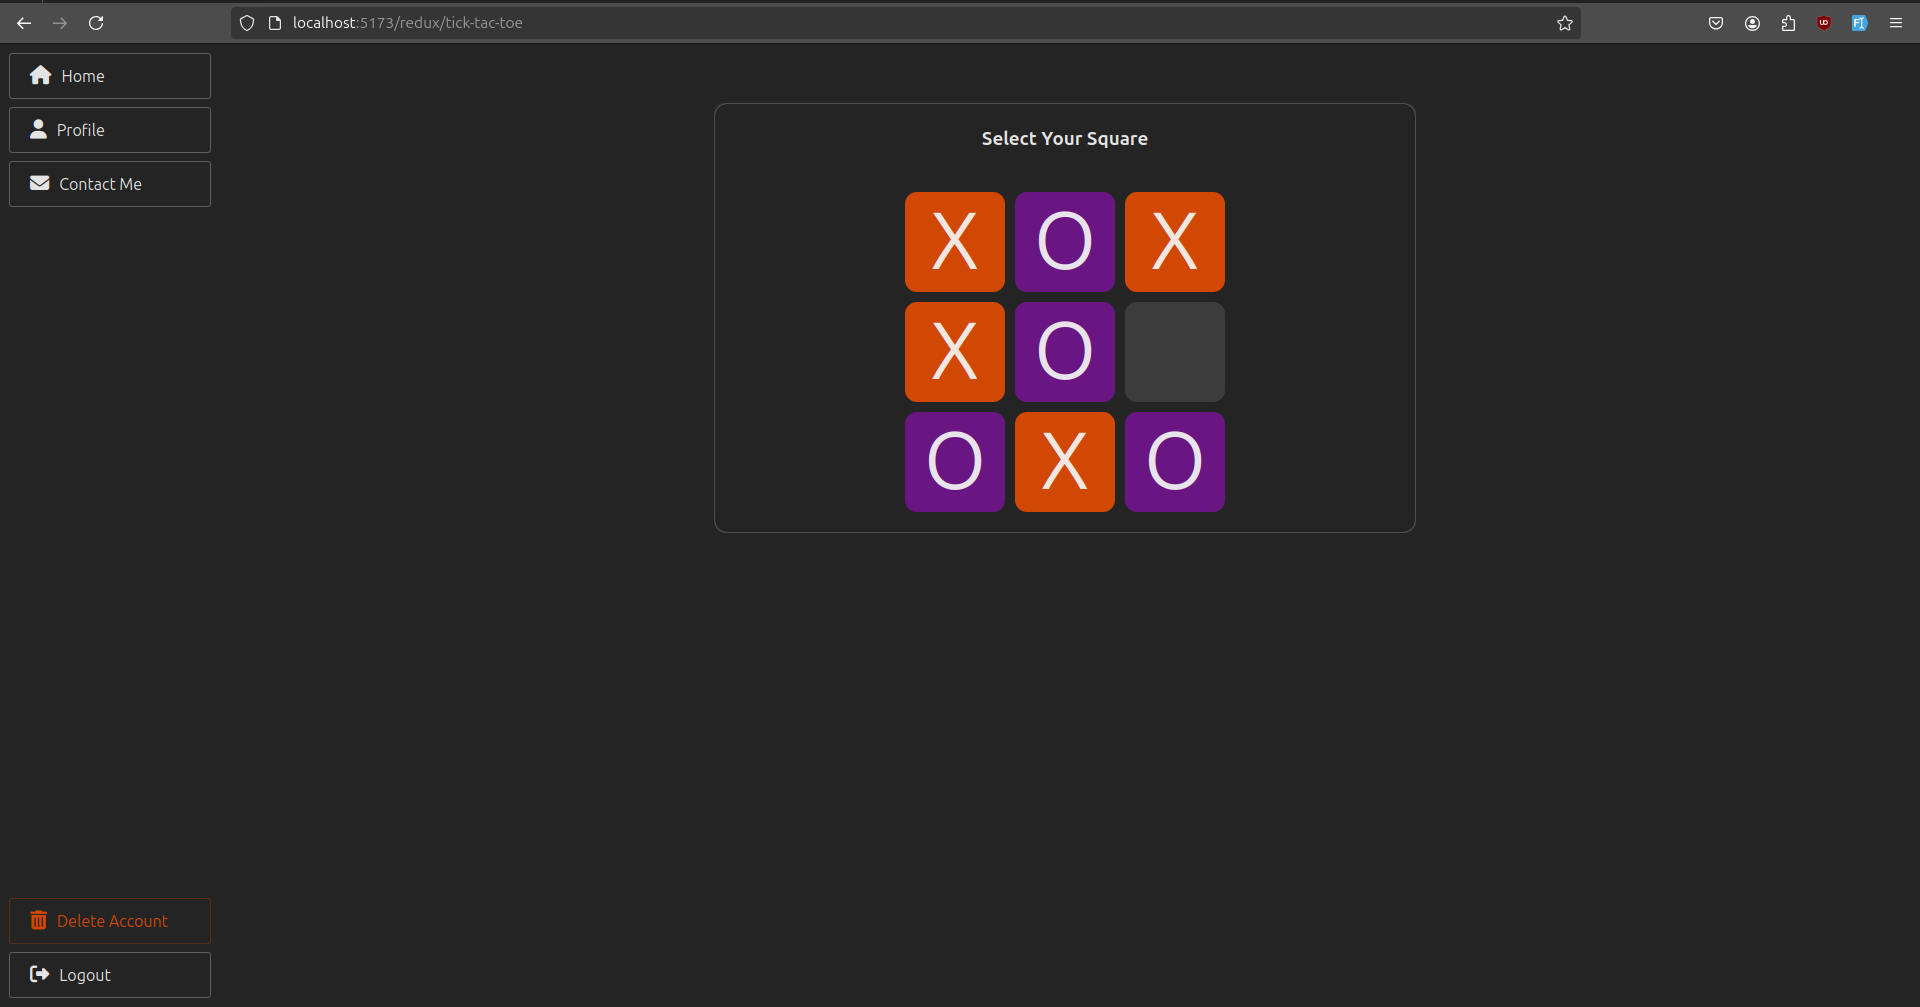 localhost:5173/redux/tick-tac-toe
Home
Profile
Contact Me
Select Your Square
X O X
X O
O X O
Delete Account
Logout